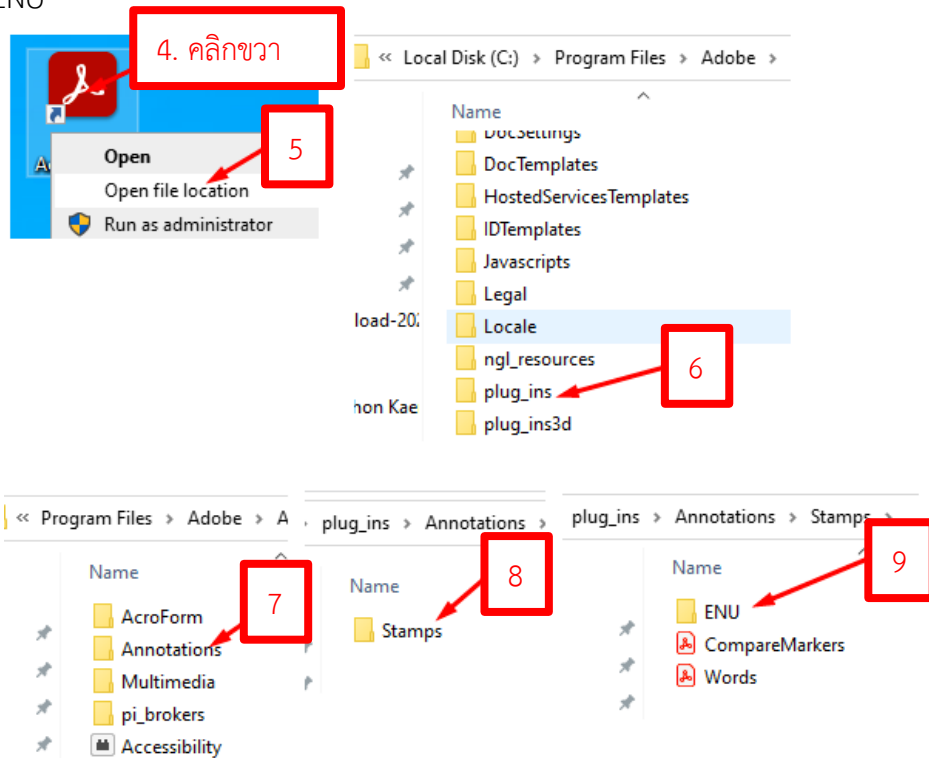 ENU
4. คลิกขวา
5
Open
Open file location
Run as administrator
« Local Disk (C:) > Program Files > Adobe >
Name
DocSettings
DocTemplates
HostedServicesTemplates
IDTemplates
Javascripts
Legal
Locale
ngl_resources
plug_ins
plug_ins3d
6
load-202
hon Kae
« Program Files > Adobe > A
Name
AcroForm
Annotations
Multimedia
pi_brokers
Accessibility
7
plug_ins > Annotations >
Name
Stamps
8
plug_ins > Annotations > Stamps >
Name
ENU
CompareMarkers
Words
9